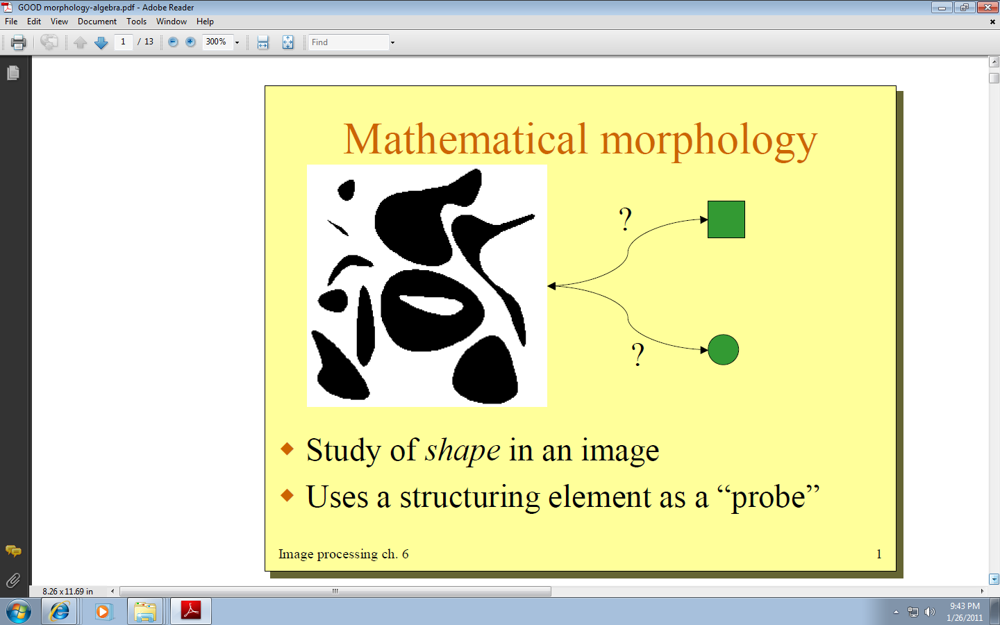 GOOD morphology-algebra.pdf - Adobe Reader
File Edit View Document Tools Window Help
1 / 13 300% Find
Mathematical morphology
?
?
Study of shape in an image
Uses a structuring element as a “probe”
Image processing ch. 6 1
8.26 x 11.69 in
9:43 PM
1/26/2011